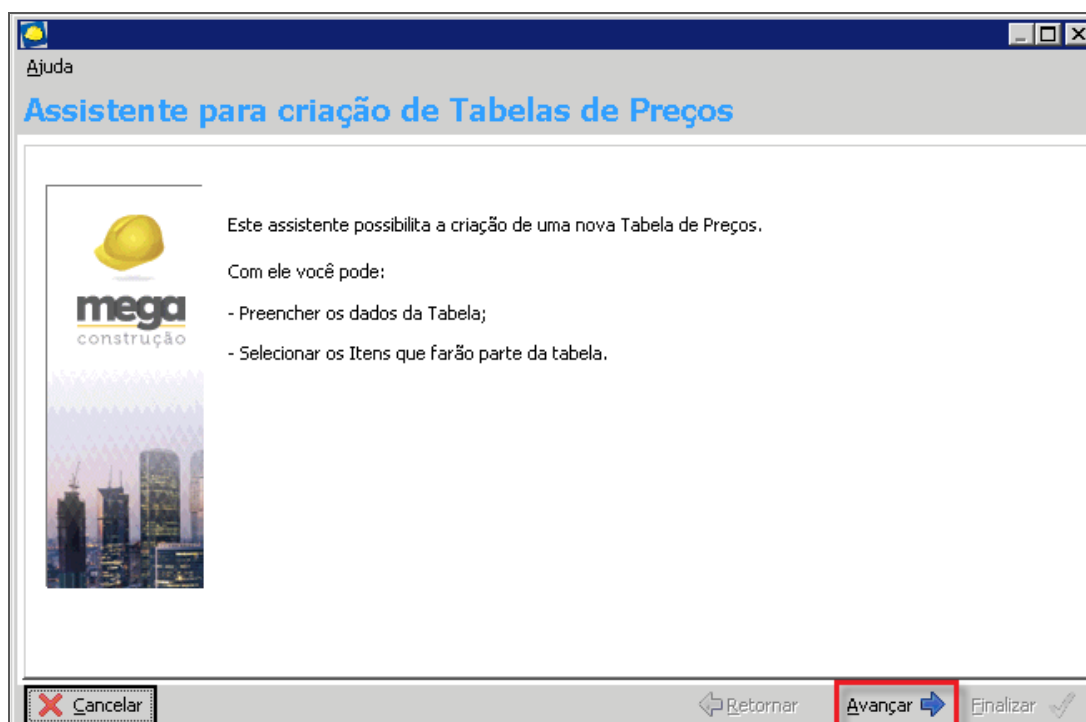 Ajuda
Assistente para criação de Tabelas de Preços
mega
construção
Este assistente possibilita a criação de uma nova Tabela de Preços.
Com ele você pode:
- Preencher os dados da Tabela;
- Selecionar os Itens que farão parte da tabela.
Cancelar
Retornar
Avançar
Finalizar